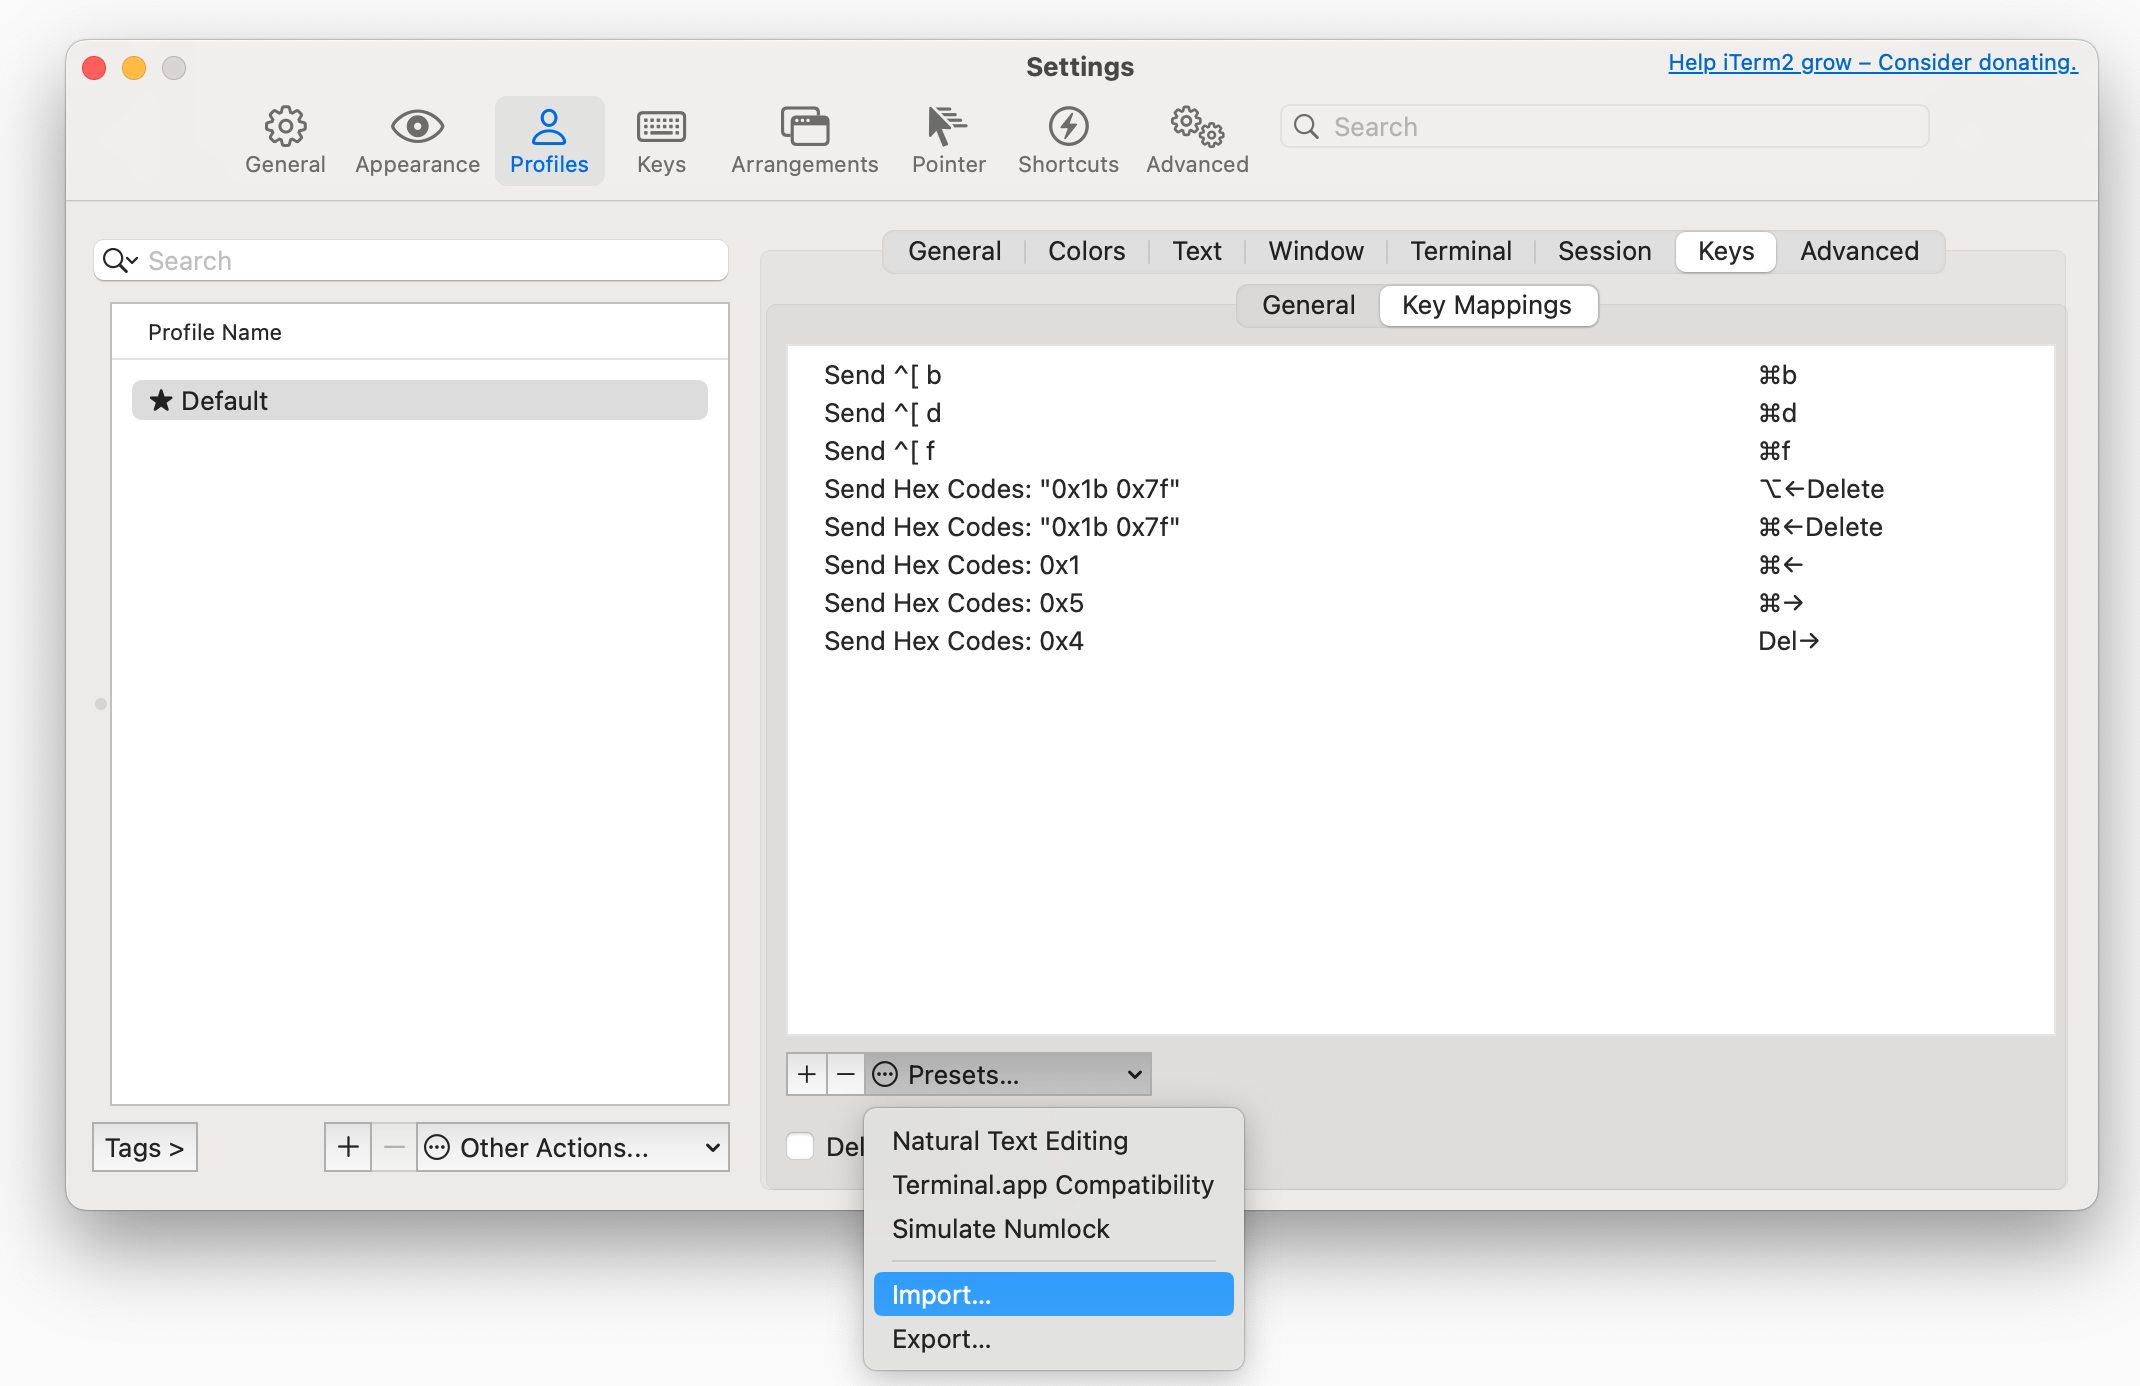 Settings
Help iTerm2 grow – Consider donating.
General
Appearance
Profiles
Keys
Arrangements
Pointer
Shortcuts
Advanced
Search
Search
Profile Name
★ Default
Tags >
+
−
Other Actions...
General
Colors
Text
Window
Terminal
Session
Keys
Advanced
General
Key Mappings
Send ^[ b ⌘b
Send ^[ d ⌘d
Send ^[ f ⌘f
Send Hex Codes: "0x1b 0x7f" ⌥←Delete
Send Hex Codes: "0x1b 0x7f" ⌘←Delete
Send Hex Codes: 0x1 ⌘←
Send Hex Codes: 0x5 ⌘→
Send Hex Codes: 0x4 Del→
+
−
Presets...
Del
Natural Text Editing
Terminal.app Compatibility
Simulate Numlock
Import...
Export...